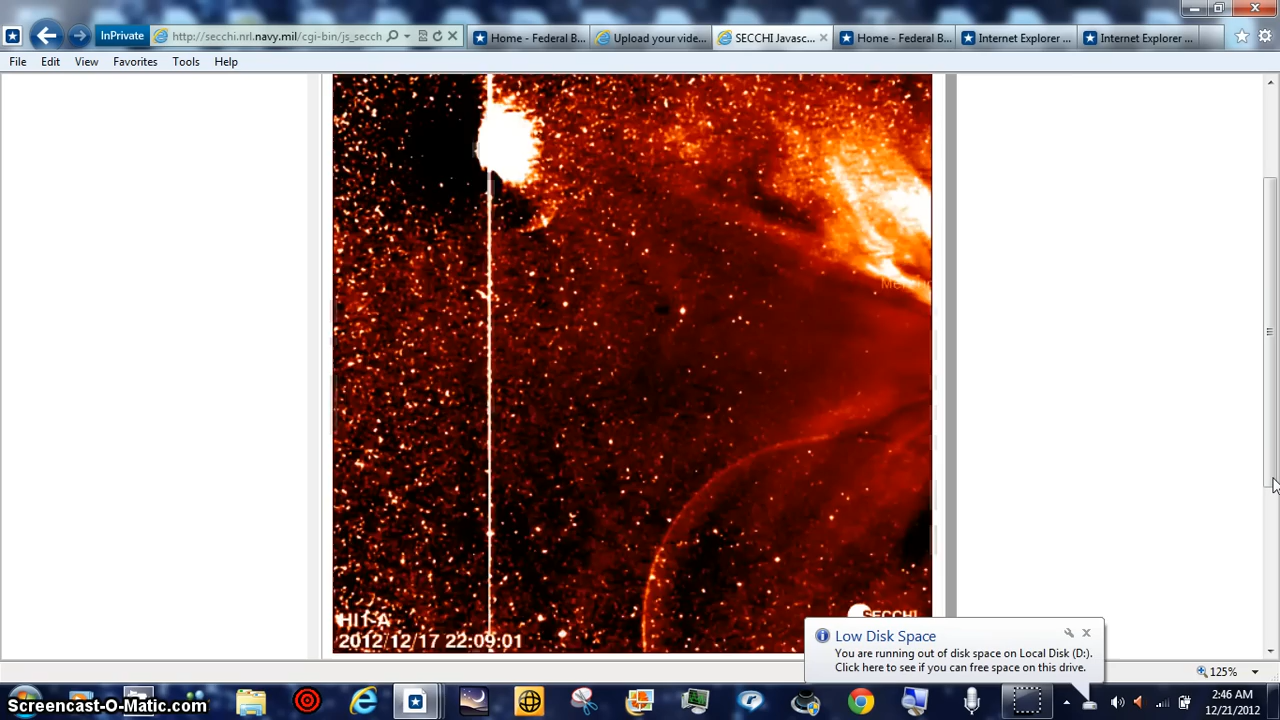 InPrivate
http://secchi.nrl.navy.mil/cgi-bin/js_secch
Home - Federal B...
Upload your vide...
SECCHI Javasc...
Home - Federal B...
Internet Explorer ...
Internet Explorer ...
File Edit View Favorites Tools Help
HI1-A
2012/12/17 22:09:01
SECCHI
Low Disk Space
You are running out of disk space on Local Disk (D:).
Click here to see if you can free space on this drive.
125%
2:46 AM
12/21/2012
Screencast-O-Matic.com